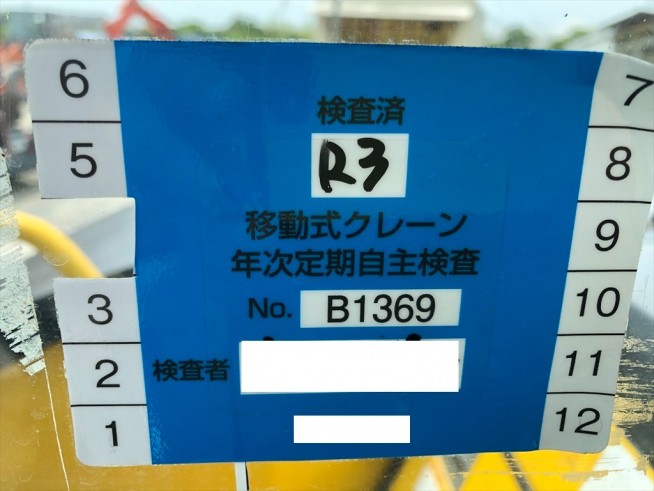 検査済
R3
移動式クレーン
年次定期自主検査
No. B1369
検査者
6
5
3
2
1
7
8
9
10
11
12